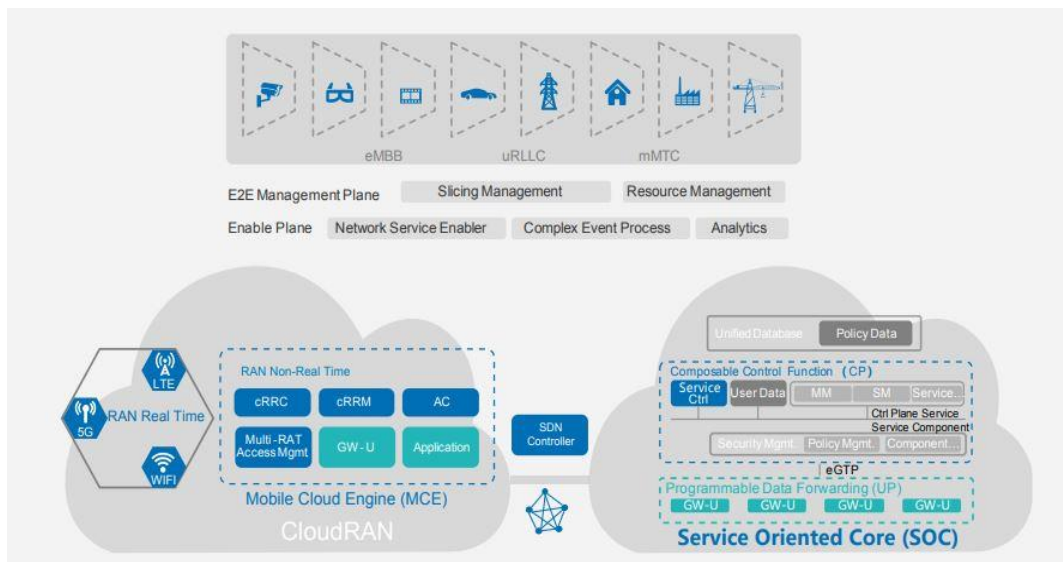 eMBB
uRLLC
mMTC
E2E Management Plane
Slicing Management
Resource Management
Enable Plane
Network Service Enabler
Complex Event Process
Analytics
LTE
5G
RAN Real Time
WIFI
RAN Non-Real Time
cRRC
cRRM
AC
Multi-RAT
Access Mgmt
GW-U
Application
Mobile Cloud Engine (MCE)
CloudRAN
SDN
Controller
Unified Database
Policy Data
Composable Control Function (CP)
Service
Ctrl
User Data
MM
SM
Service...
Ctrl Plane Service
Service Component
Security Mgmt.
Policy Mgmt.
Component....
eGTP
Programmable Data Forwarding (UP)
GW-U
GW-U
GW-U
GW-U
Service Oriented Core (SOC)